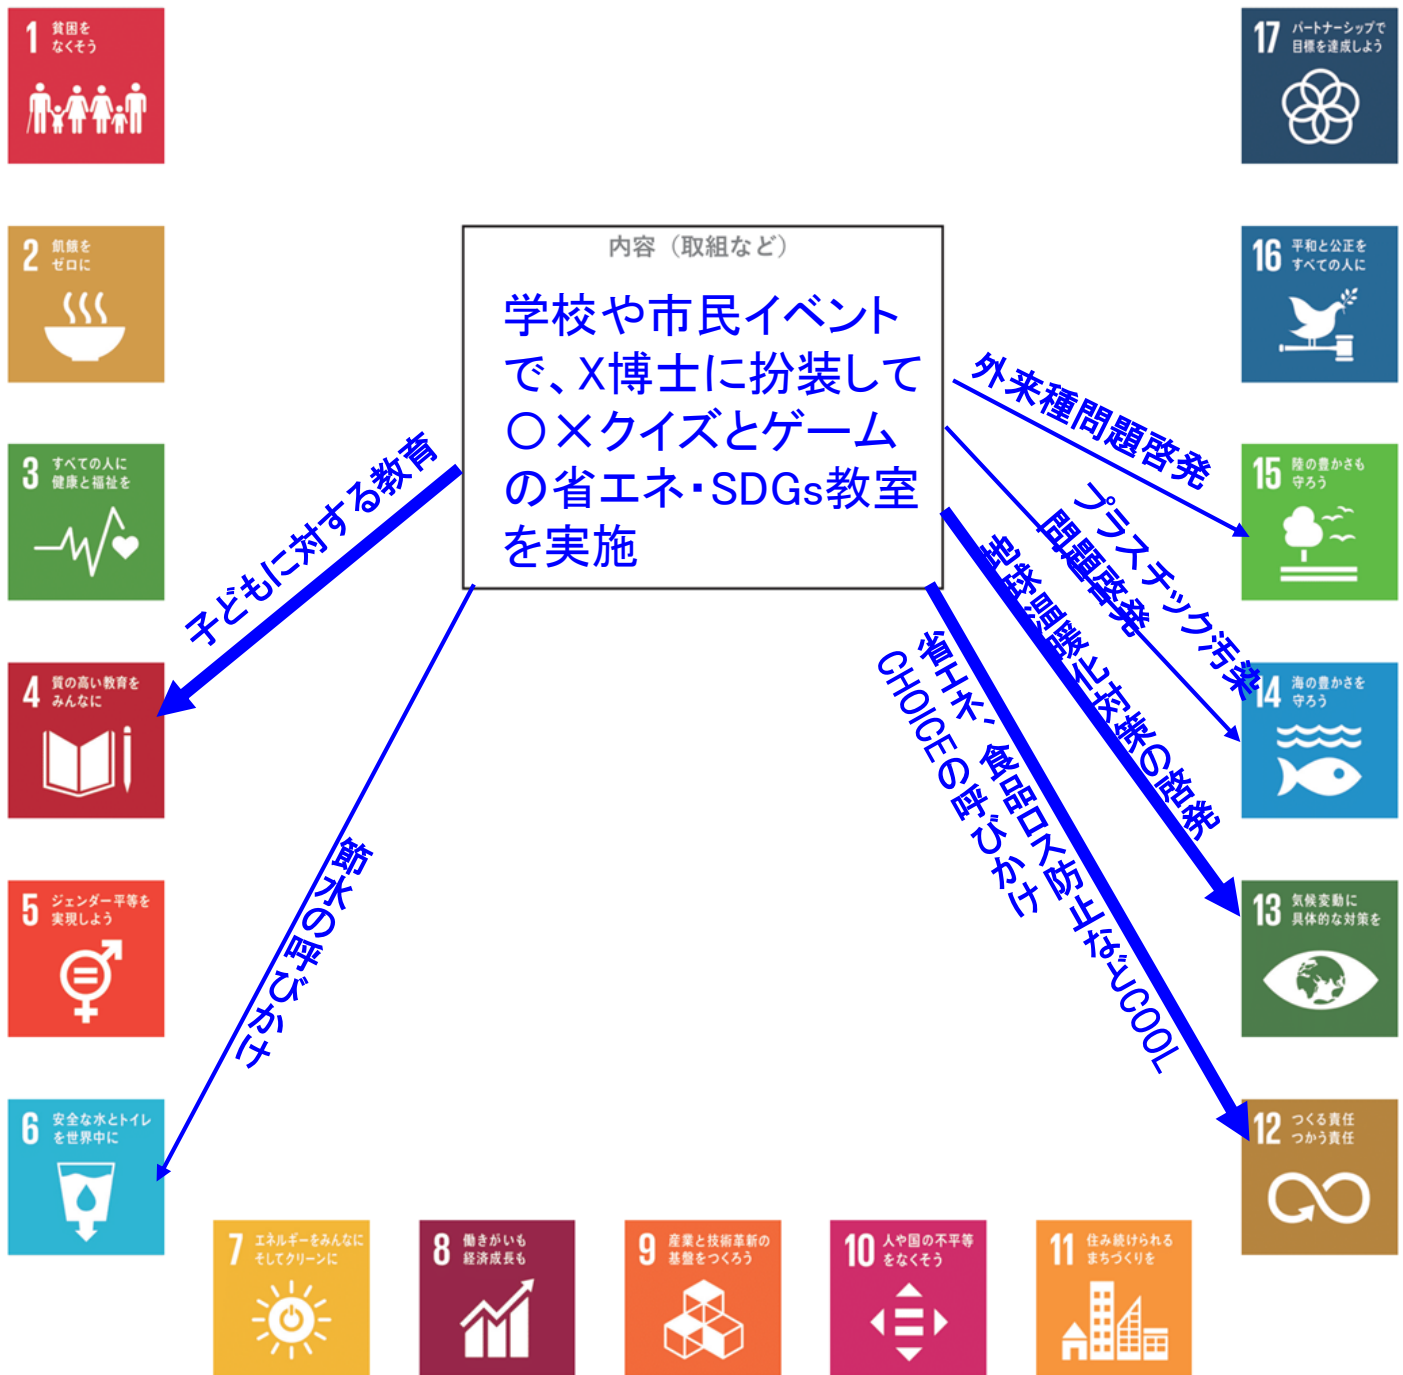 1 貧困を
なくそう
2 飢餓を
ゼロに
3 すべての人に
健康と福祉を
4 質の高い教育を
みんなに
5 ジェンダー平等を
実現しよう
6 安全な水とトイレ
を世界中に
7 エネルギーをみんなに
そしてクリーンに
8 働きがいも
経済成長も
9 産業と技術革新の
基盤をつくろう
10 人や国の不平等
をなくそう
11 住み続けられる
まちづくりを
12 つくる責任
つかう責任
13 気候変動に
具体的な対策を
14 海の豊かさを
守ろう
15 陸の豊かさも
守ろう
16 平和と公正を
すべての人に
17 パートナーシップで
目標を達成しよう
内容（取組など）
学校や市民イベント
で、X博士に扮装して
○×クイズとゲーム
の省エネ・SDGs教室
を実施
子どもに対する教育
節水の呼びかけ
外来種問題啓発
プラスチック汚染
問題啓発
地球温暖化対策の啓発
省エネ、食品ロス防止などCOOL
CHOICEの呼びかけ